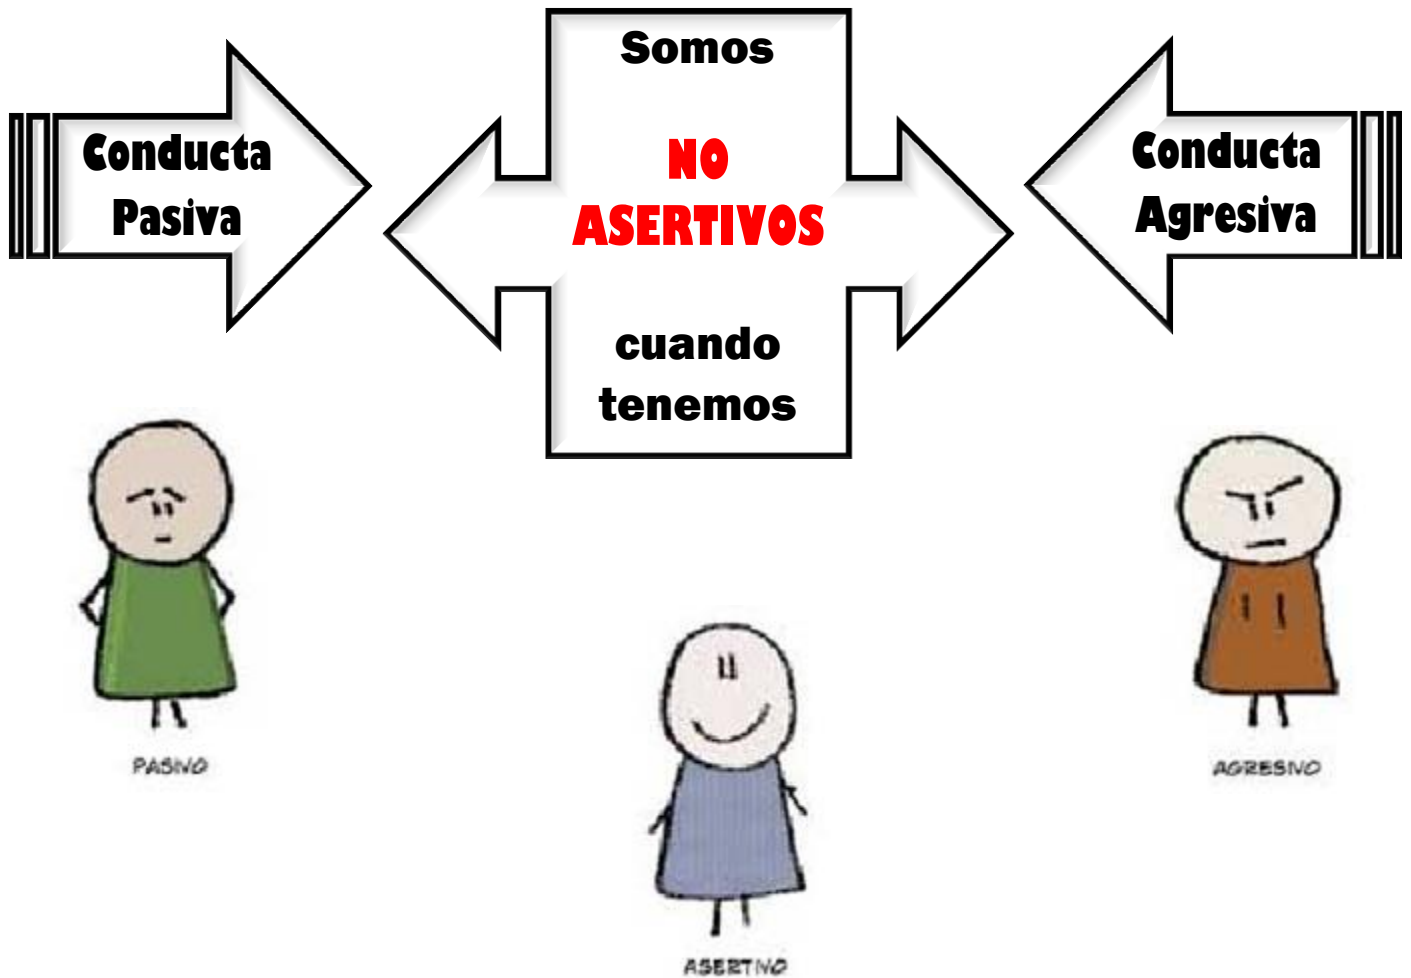 Somos
NO
ASERTIVOS
cuando
tenemos
Conducta
Pasiva
Conducta
Agresiva
PASIVO
AGRESIVO
ASERTIVO